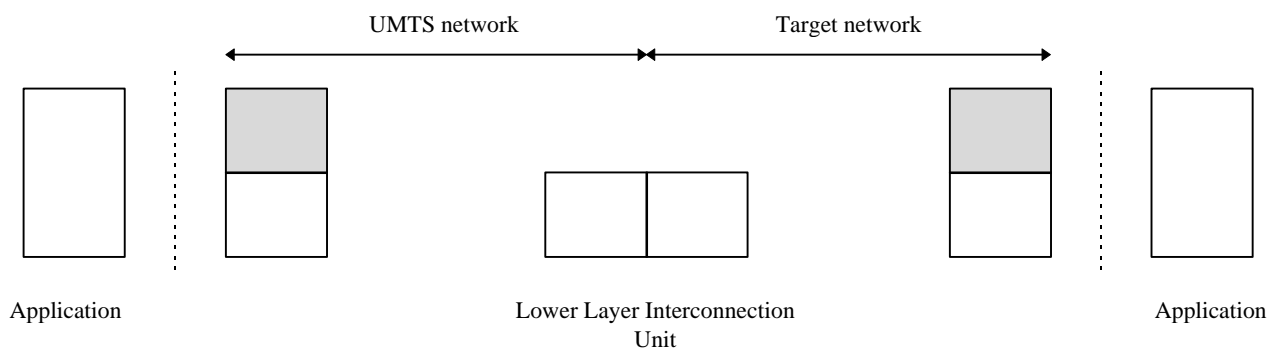 UMTS network
Target network
Application
Lower Layer Interconnection
Unit
Application